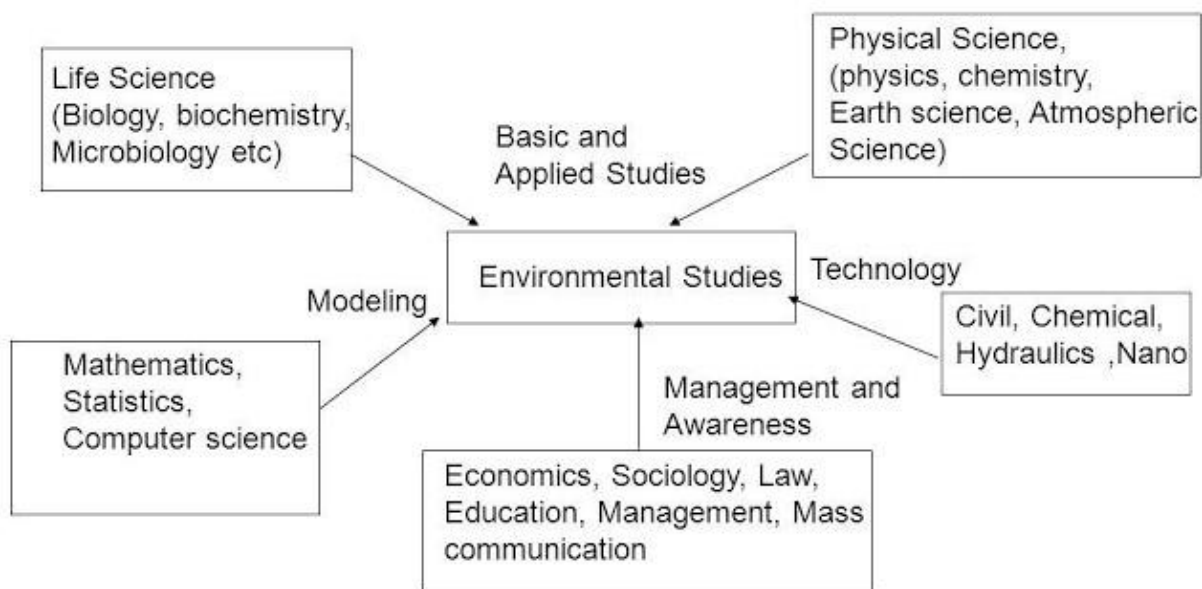 Life Science
(Biology, biochemistry,
Microbiology etc)
Basic and
Applied Studies
Physical Science,
(physics, chemistry,
Earth science, Atmospheric
Science)
Environmental Studies
Technology
Modeling
Civil, Chemical,
Hydraulics ,Nano
Mathematics,
Statistics,
Computer science
Management and
Awareness
Economics, Sociology, Law,
Education, Management, Mass
communication